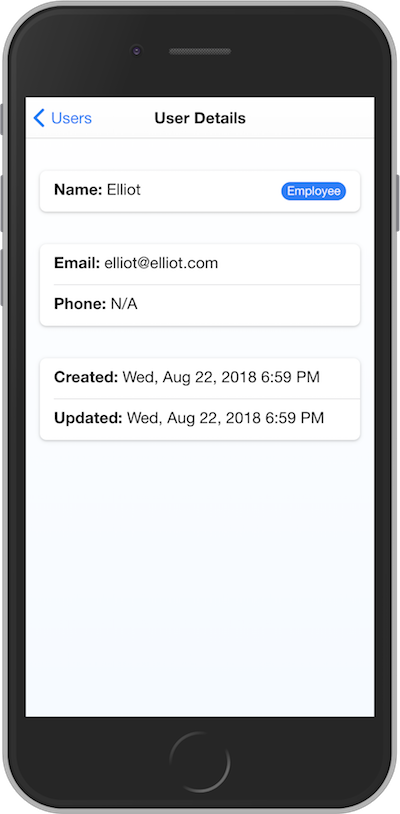 Users User Details
Name: Elliot Employee
Email: elliot@elliot.com
Phone: N/A
Created: Wed, Aug 22, 2018 6:59 PM
Updated: Wed, Aug 22, 2018 6:59 PM